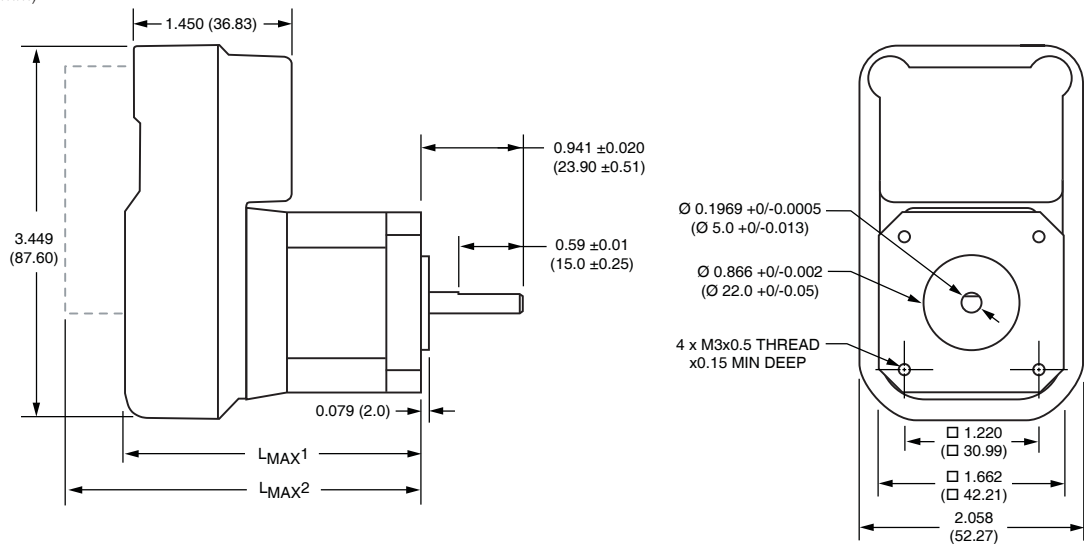 1.450 (36.83)
3.449
(87.60)
0.941 ±0.020
(23.90 ±0.51)
0.59 ±0.01
(15.0 ±0.25)
0.079 (2.0)
LMAX1
LMAX2
Ø 0.1969 +0/-0.0005
(Ø 5.0 +0/-0.013)
Ø 0.866 +0/-0.002
(Ø 22.0 +0/-0.05)
4 x M3x0.5 THREAD
x0.15 MIN DEEP
□ 1.220
(□ 30.99)
□ 1.662
(□ 42.21)
2.058
(52.27)